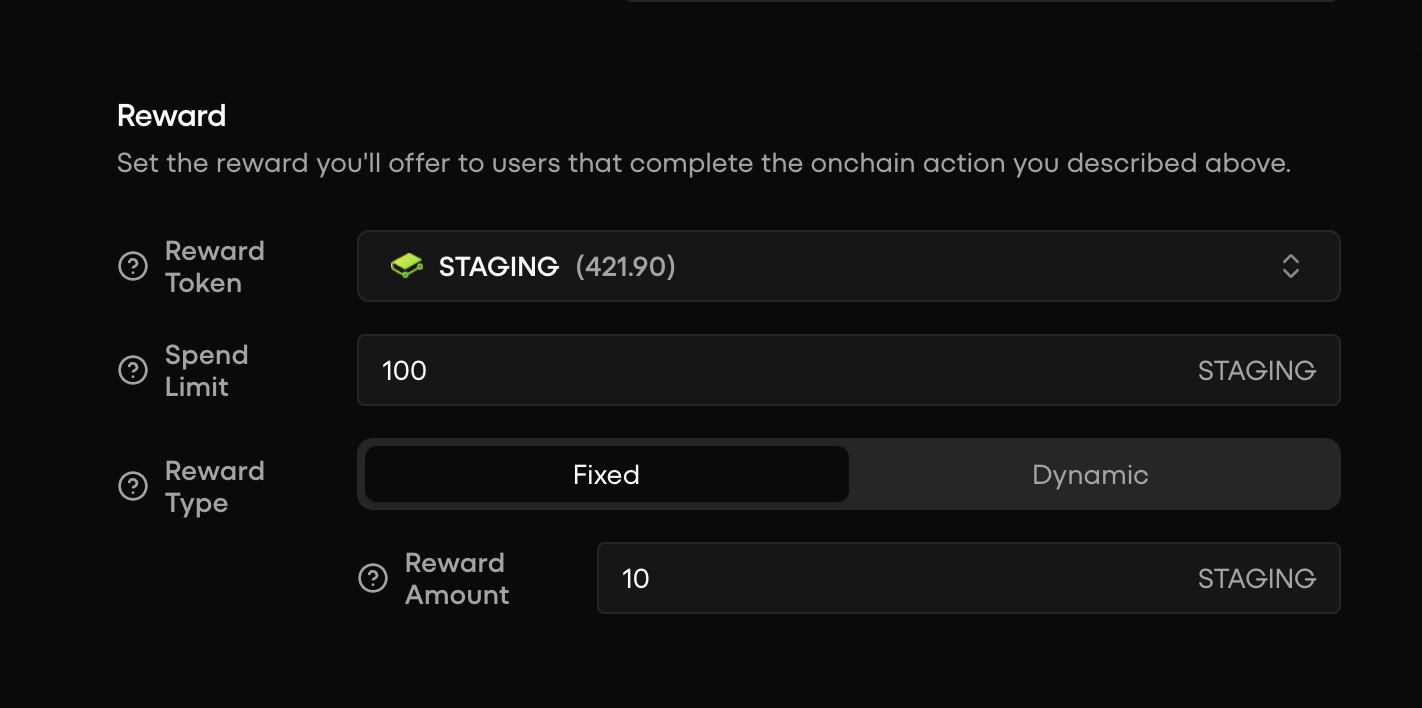 Reward
Set the reward you'll offer to users that complete the onchain action you described above.
Reward
Token
STAGING (421.90)
Spend
Limit
100 STAGING
Reward
Type
Fixed Dynamic
Reward
Amount
10 STAGING